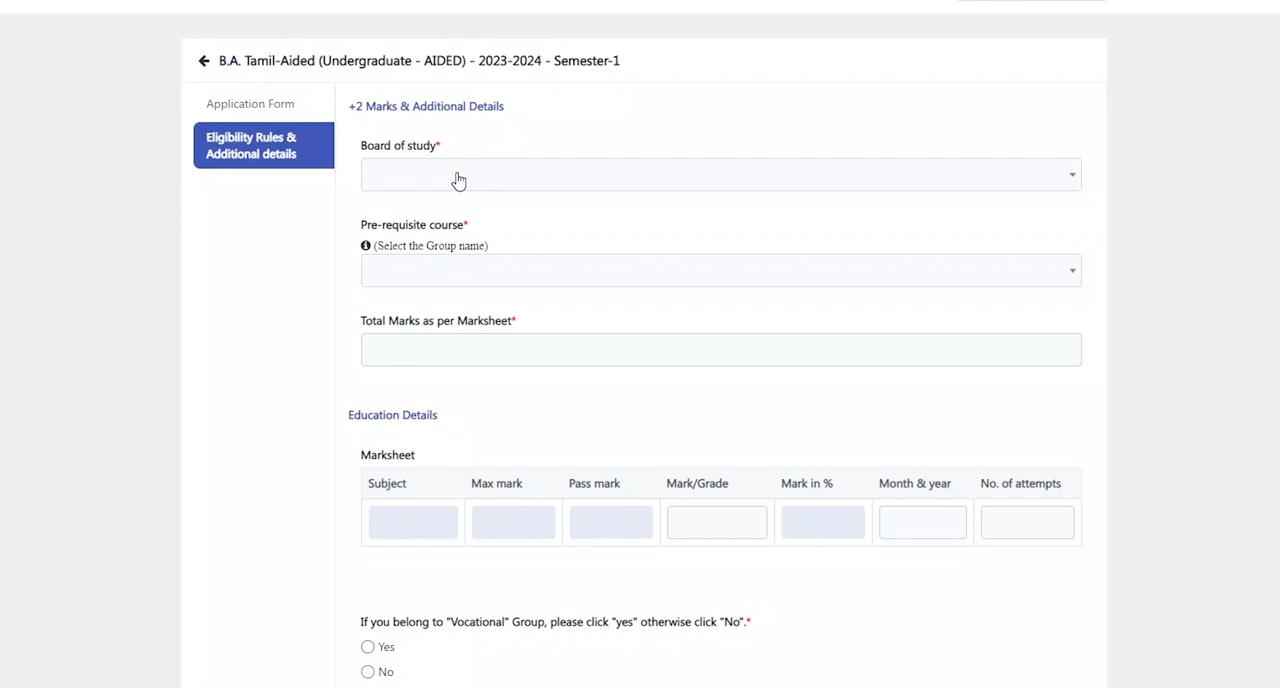 B.A. Tamil-Aided (Undergraduate - AIDED) - 2023-2024 - Semester-1
Application Form
Eligibility Rules &
Additional details
+2 Marks & Additional Details
Board of study*
Pre-requisite course*
(Select the Group name)
Total Marks as per Marksheet*
Education Details
Marksheet
Subject Max mark Pass mark Mark/Grade Mark in % Month & year No. of attempts
If you belong to "Vocational" Group, please click "yes" otherwise click "No".*
Yes
No